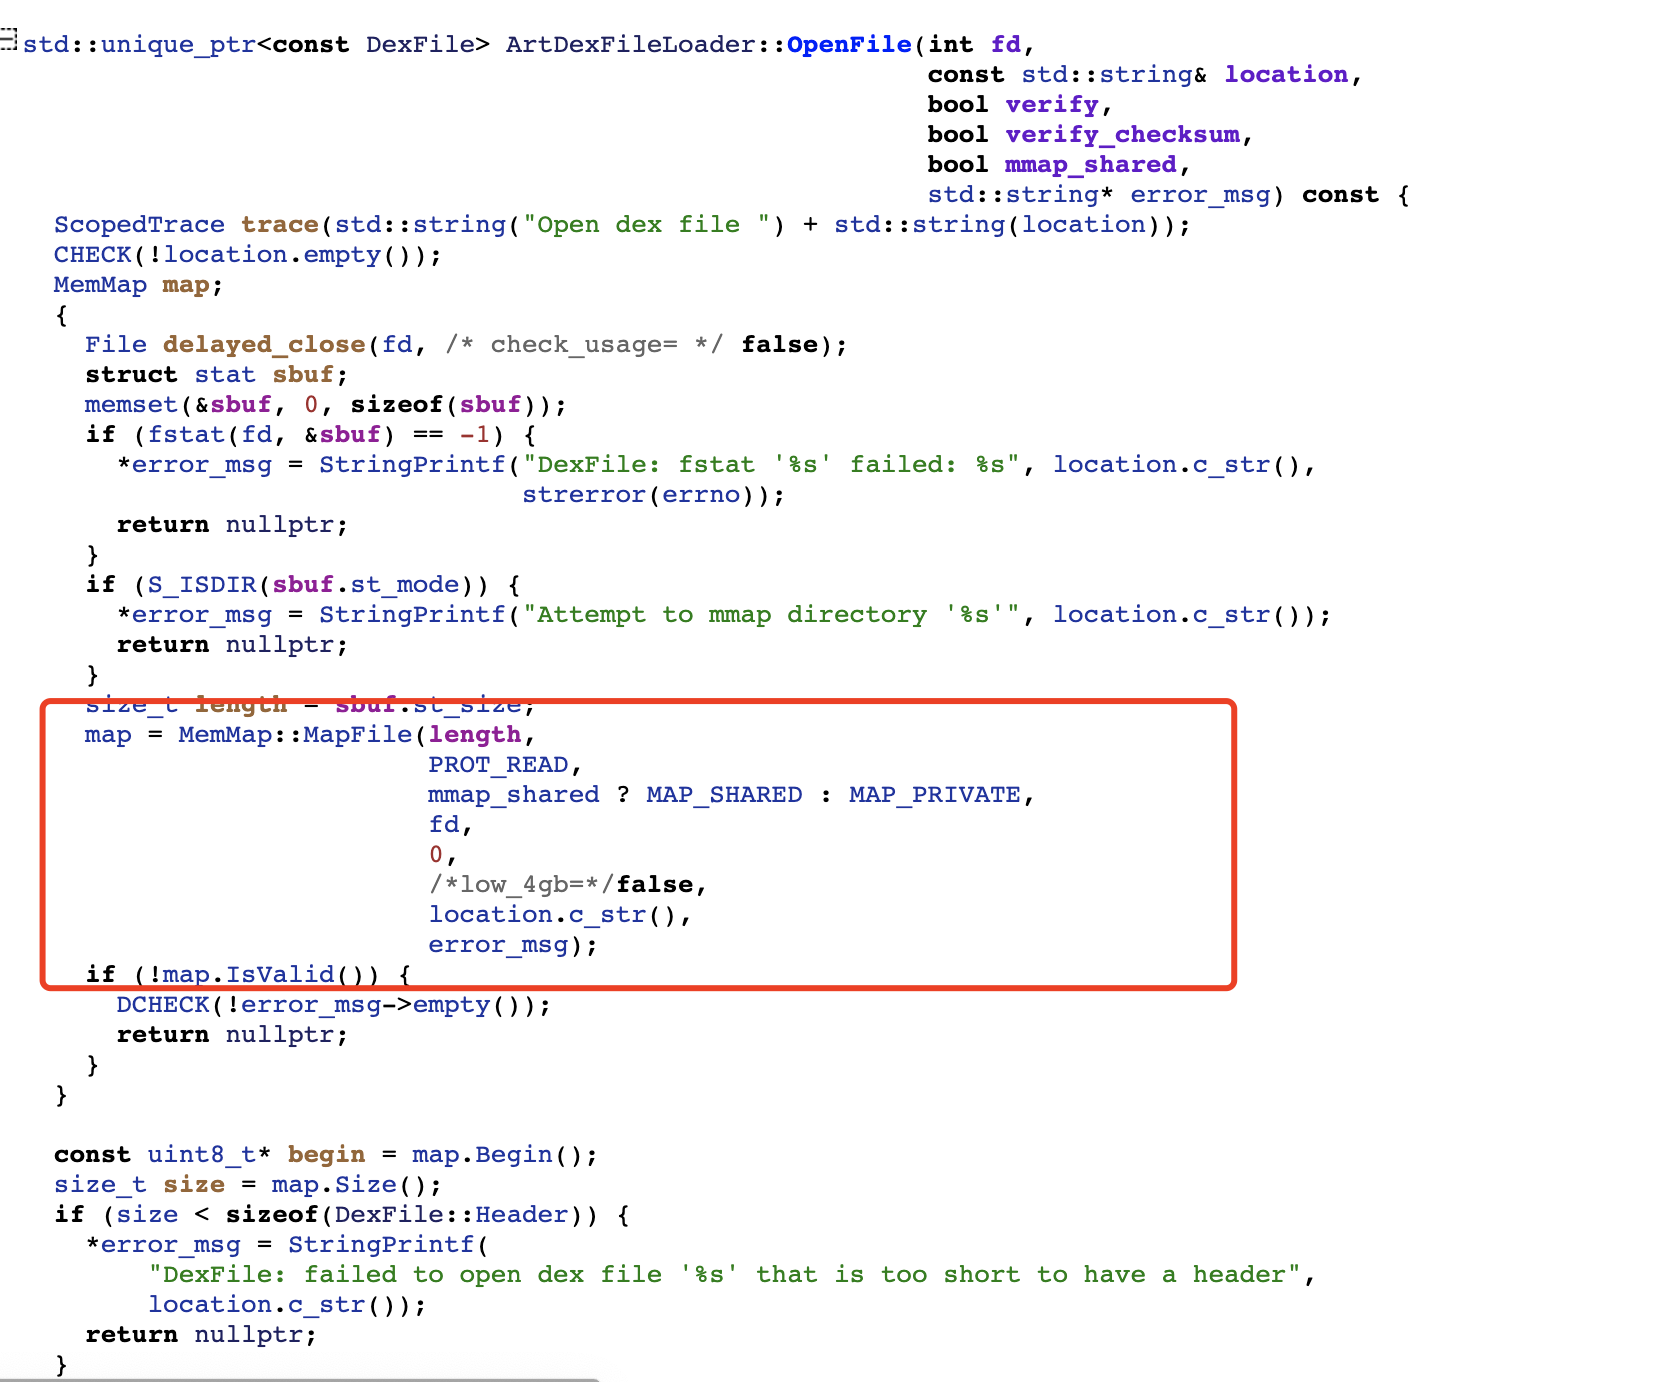 std::unique_ptr<const DexFile> ArtDexFileLoader::OpenFile(int fd,
const std::string& location,
bool verify,
bool verify_checksum,
bool mmap_shared,
std::string* error_msg) const {
ScopedTrace trace(std::string("Open dex file ") + std::string(location));
CHECK(!location.empty());
MemMap map;
{
File delayed_close(fd, /* check_usage= */ false);
struct stat sbuf;
memset(&sbuf, 0, sizeof(sbuf));
if (fstat(fd, &sbuf) == -1) {
*error_msg = StringPrintf("DexFile: fstat '%s' failed: %s", location.c_str(),
strerror(errno));
return nullptr;
}
if (S_ISDIR(sbuf.st_mode)) {
*error_msg = StringPrintf("Attempt to mmap directory '%s'", location.c_str());
return nullptr;
}
size_t length = sbuf.st_size;
map = MemMap::MapFile(length,
PROT_READ,
mmap_shared ? MAP_SHARED : MAP_PRIVATE,
fd,
0,
/*low_4gb=*/false,
location.c_str(),
error_msg);
if (!map.IsValid()) {
DCHECK(!error_msg->empty());
return nullptr;
}
}
const uint8_t* begin = map.Begin();
size_t size = map.Size();
if (size < sizeof(DexFile::Header)) {
*error_msg = StringPrintf(
"DexFile: failed to open dex file '%s' that is too short to have a header",
location.c_str());
return nullptr;
}